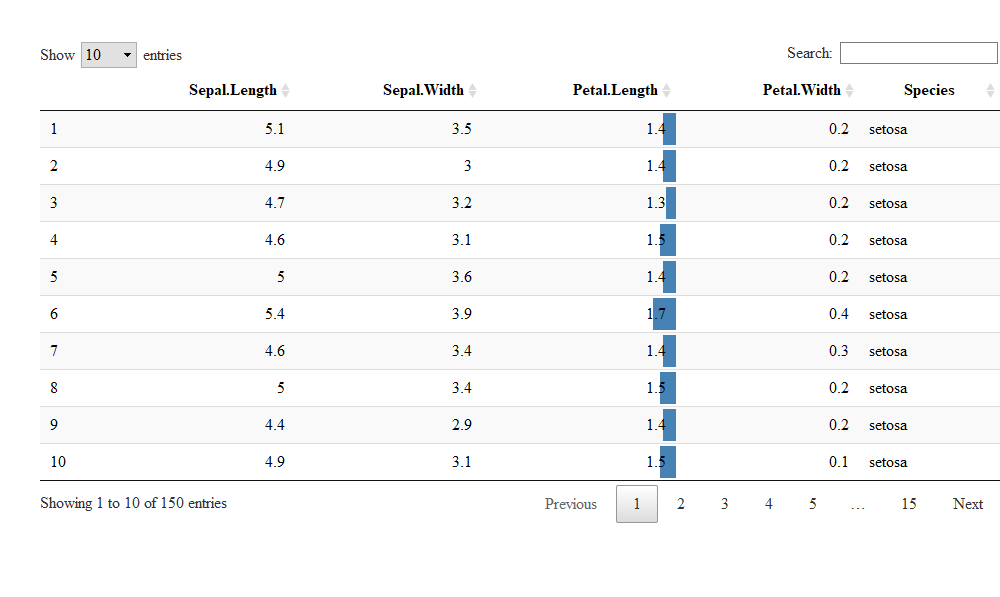 Show 10 entries Search:
Sepal.Length Sepal.Width Petal.Length Petal.Width Species
1 5.1 3.5 1.4 0.2 setosa
2 4.9 3 1.4 0.2 setosa
3 4.7 3.2 1.3 0.2 setosa
4 4.6 3.1 1.5 0.2 setosa
5 5 3.6 1.4 0.2 setosa
6 5.4 3.9 1.7 0.4 setosa
7 4.6 3.4 1.4 0.3 setosa
8 5 3.4 1.5 0.2 setosa
9 4.4 2.9 1.4 0.2 setosa
10 4.9 3.1 1.5 0.1 setosa
Showing 1 to 10 of 150 entries Previous 1 2 3 4 5 … 15 Next